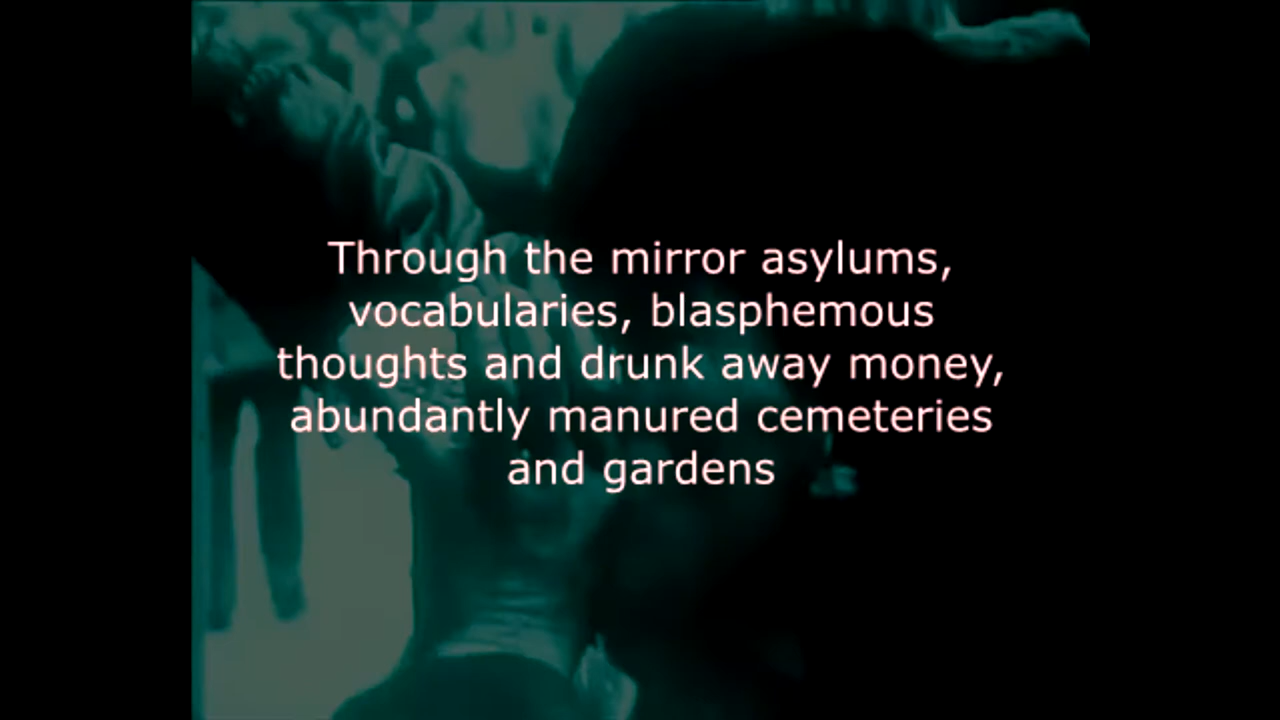 Through the mirror asylums,
vocabularies, blasphemous
thoughts and drunk away money,
abundantly manured cemeteries
and gardens